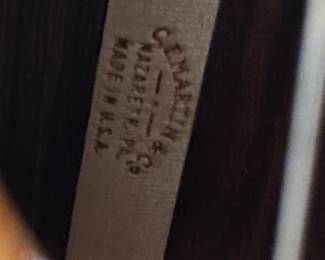 C.F. MARTIN
& Co
NAZARETH, PA.
MADE IN U.S.A.